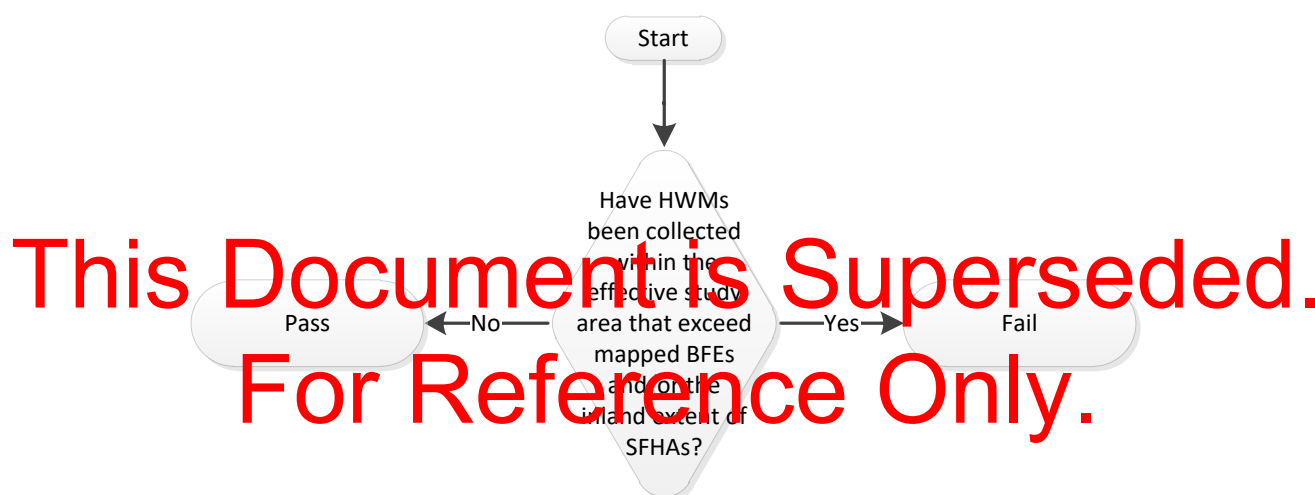 Start
Have HWMs
been collected
within the
effective study
area that exceed
mapped BFEs
and/or the
inland extent of
SFHAs?
Pass
No
Yes
Fail
This Document is Superseded.
For Reference Only.